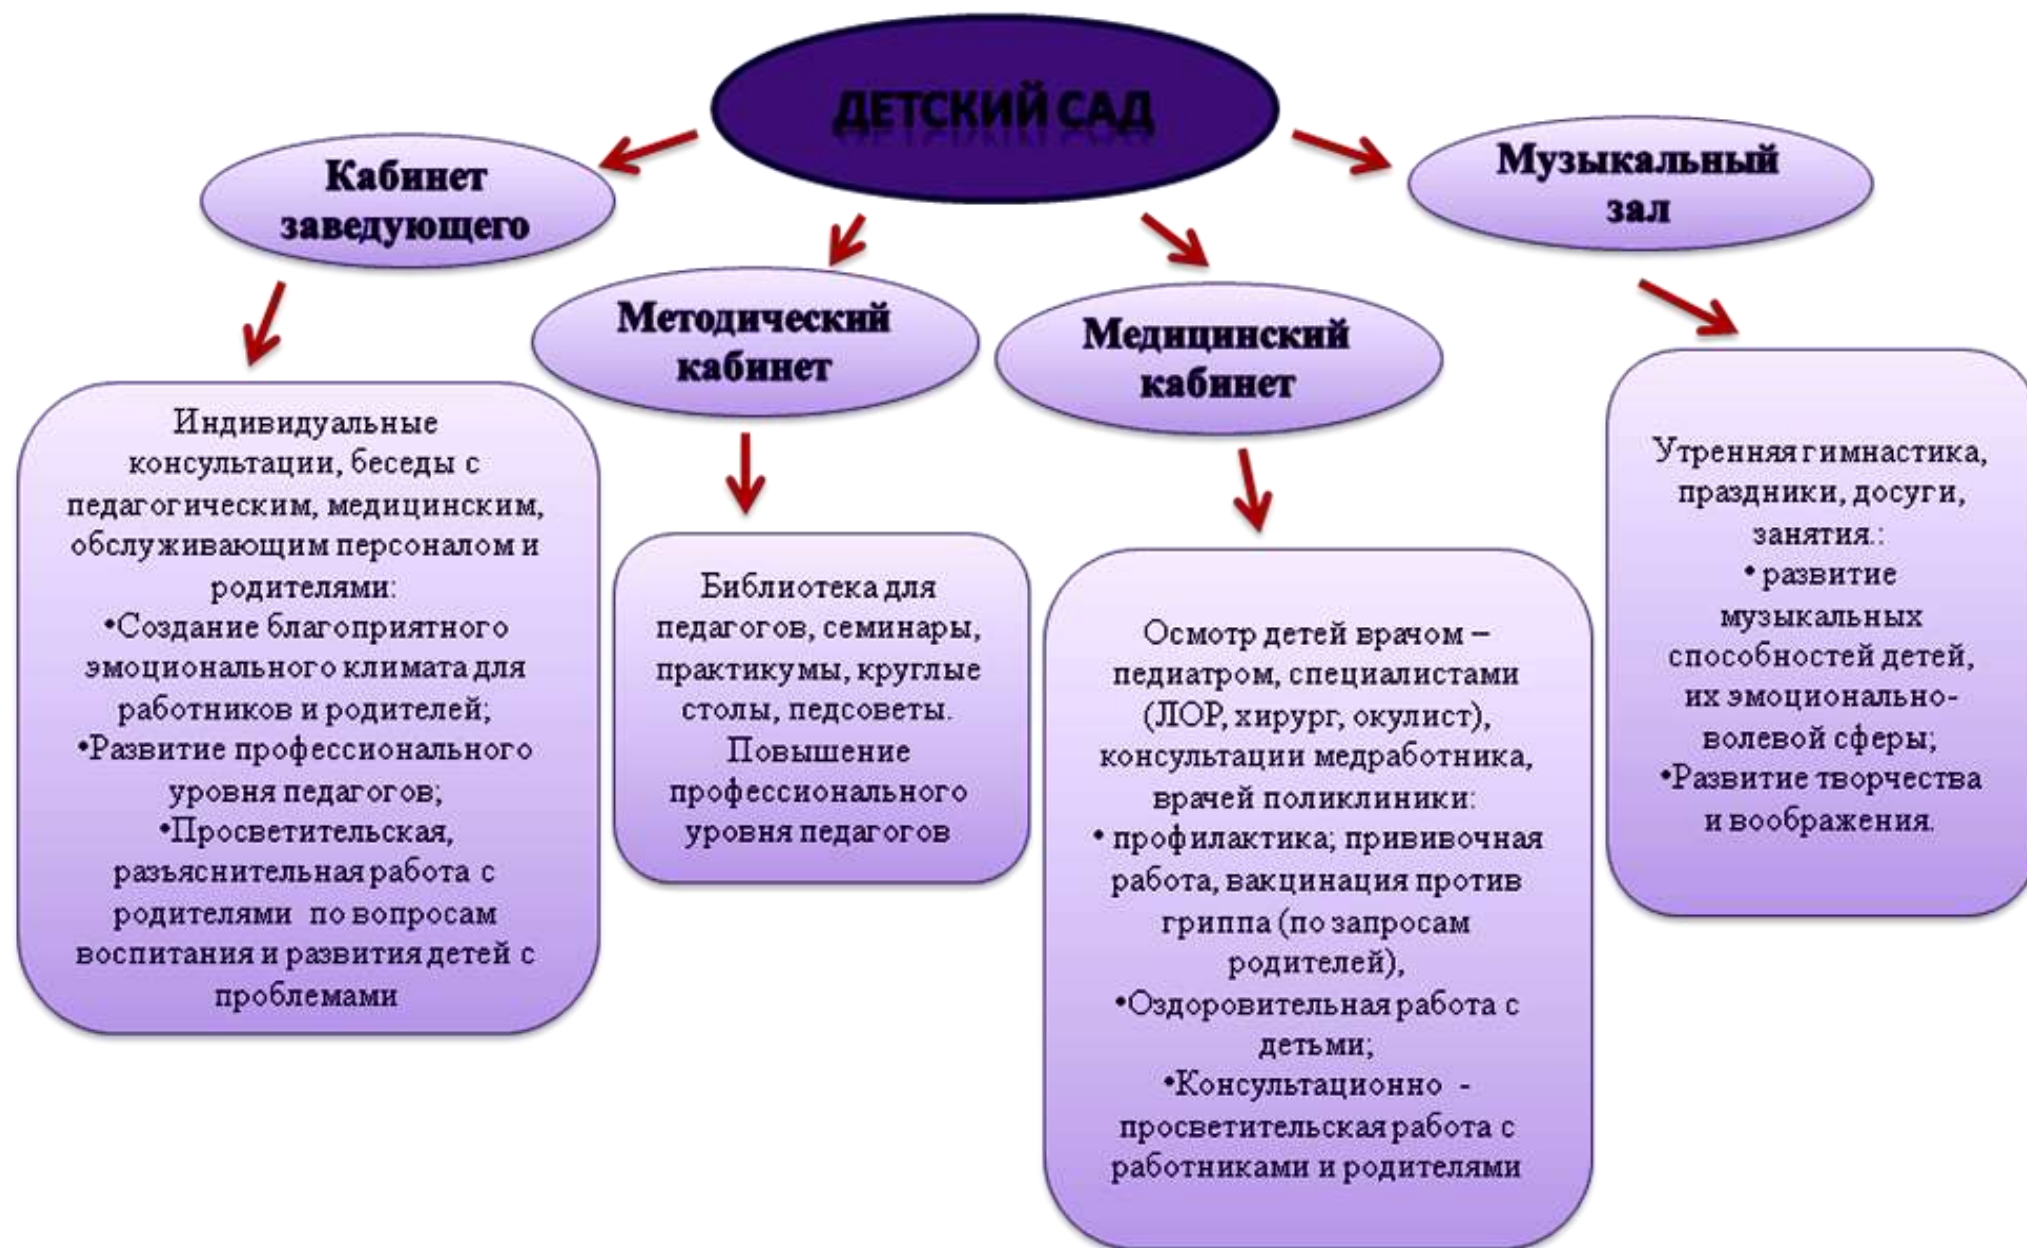 ДЕТСКИЙ САД
Кабинет
заведующего
Индивидуальные
консультации, беседы с
педагогическим, медицинским,
обслуживающим персоналом и
родителями:
•Создание благоприятного
эмоционального климата для
работников и родителей;
•Развитие профессионального
уровня педагогов;
•Просветительская,
разьяснительная работа с
родителями по вопросам
воспитания и развития детей с
проблемами
Методический
кабинет
Библиотека для
педагогов, семинары,
практикумы, круглые
столы, педсоветы.
Повышение
профессионального
уровня педагогов
Медицинский
кабинет
Осмотр детей врачом –
педиатром, специалистами
(ЛОР, хирург, окулист),
консультации медработника,
врачей поликлиники:
• профилактика; прививочная
работа, вакцинация против
гриппа (по запросам
родителей),
•Оздоровительная работа с
детьми;
•Консультационно -
просветительская работа с
работниками и родителями
Музыкальный
зал
Утренняя гимнастика,
праздники, досуги,
занятия.:
• развитие
музыкальных
способностей детей,
их эмоционально-
волевой сферы;
•Развитие творчества
и воображения.